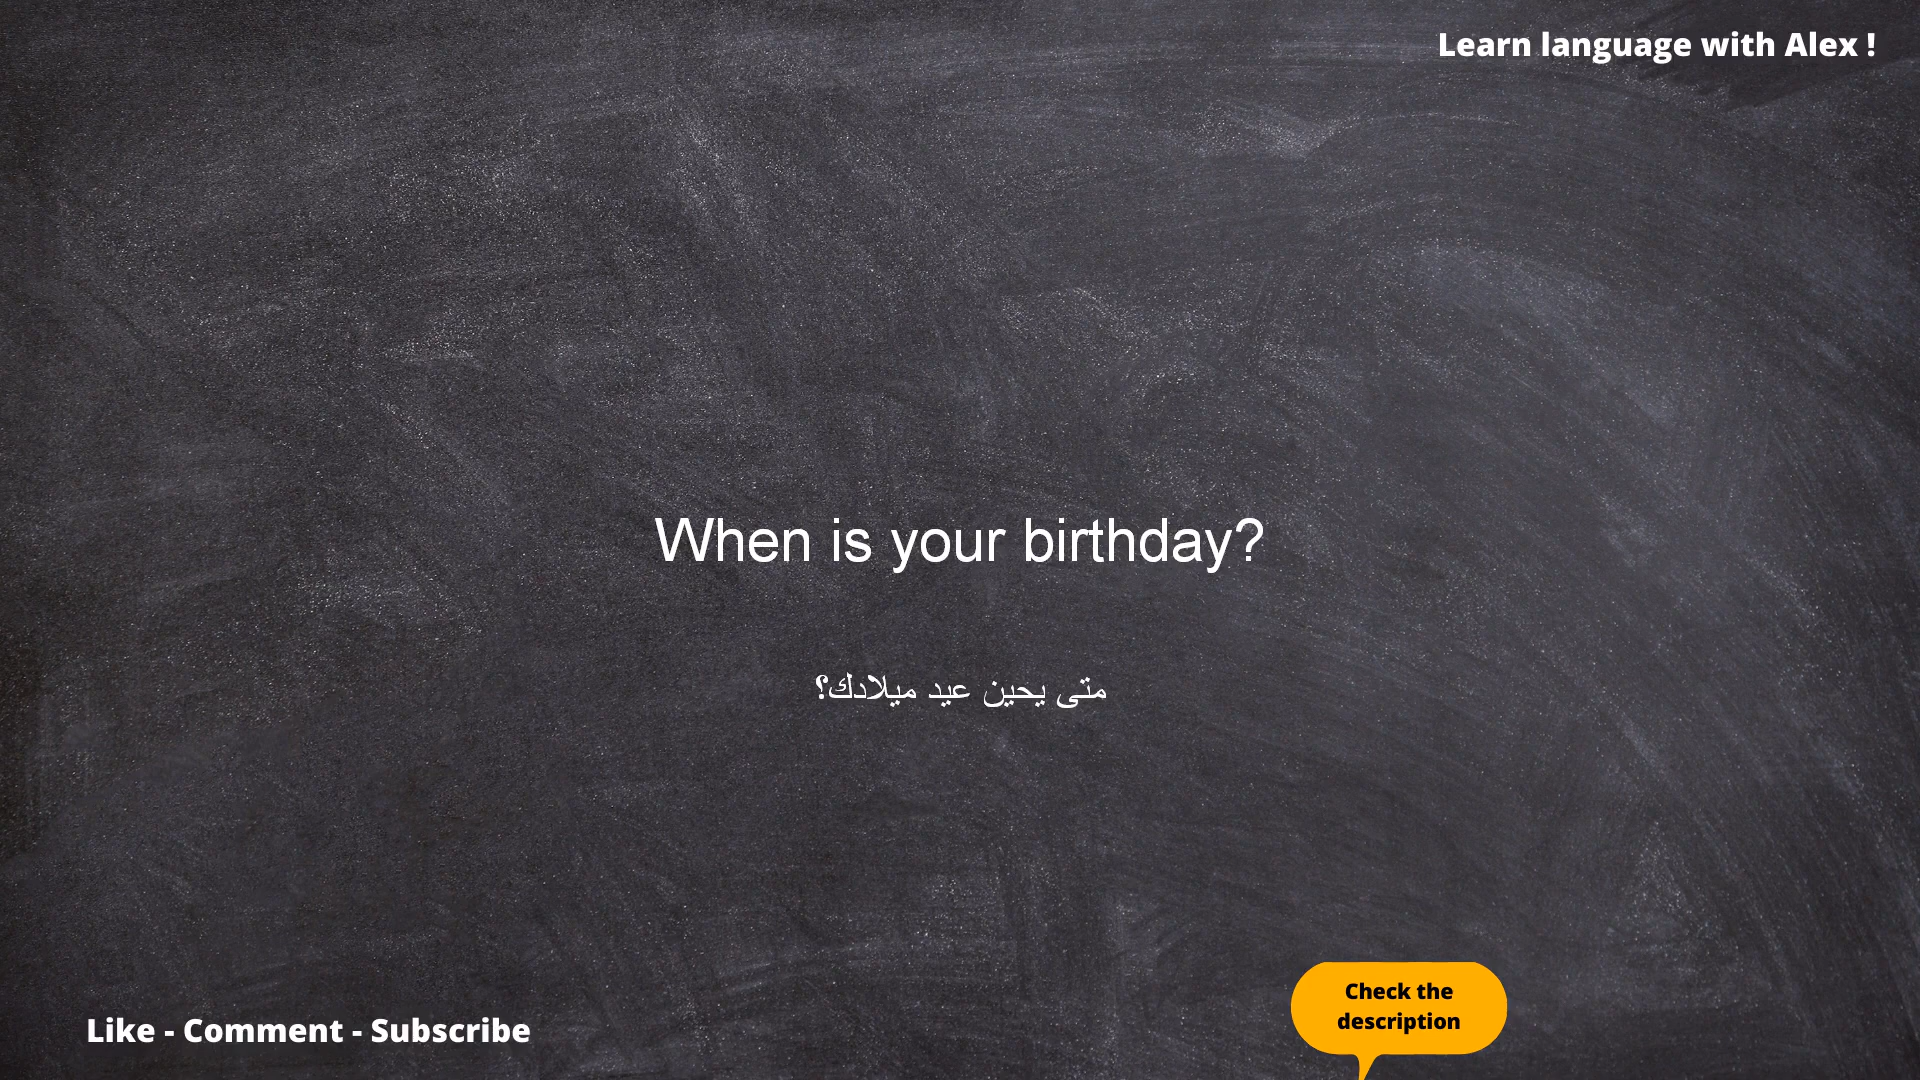 Learn language with Alex !
When is your birthday?
متى يحين عيد ميلادك؟
Check the
description
Like - Comment - Subscribe